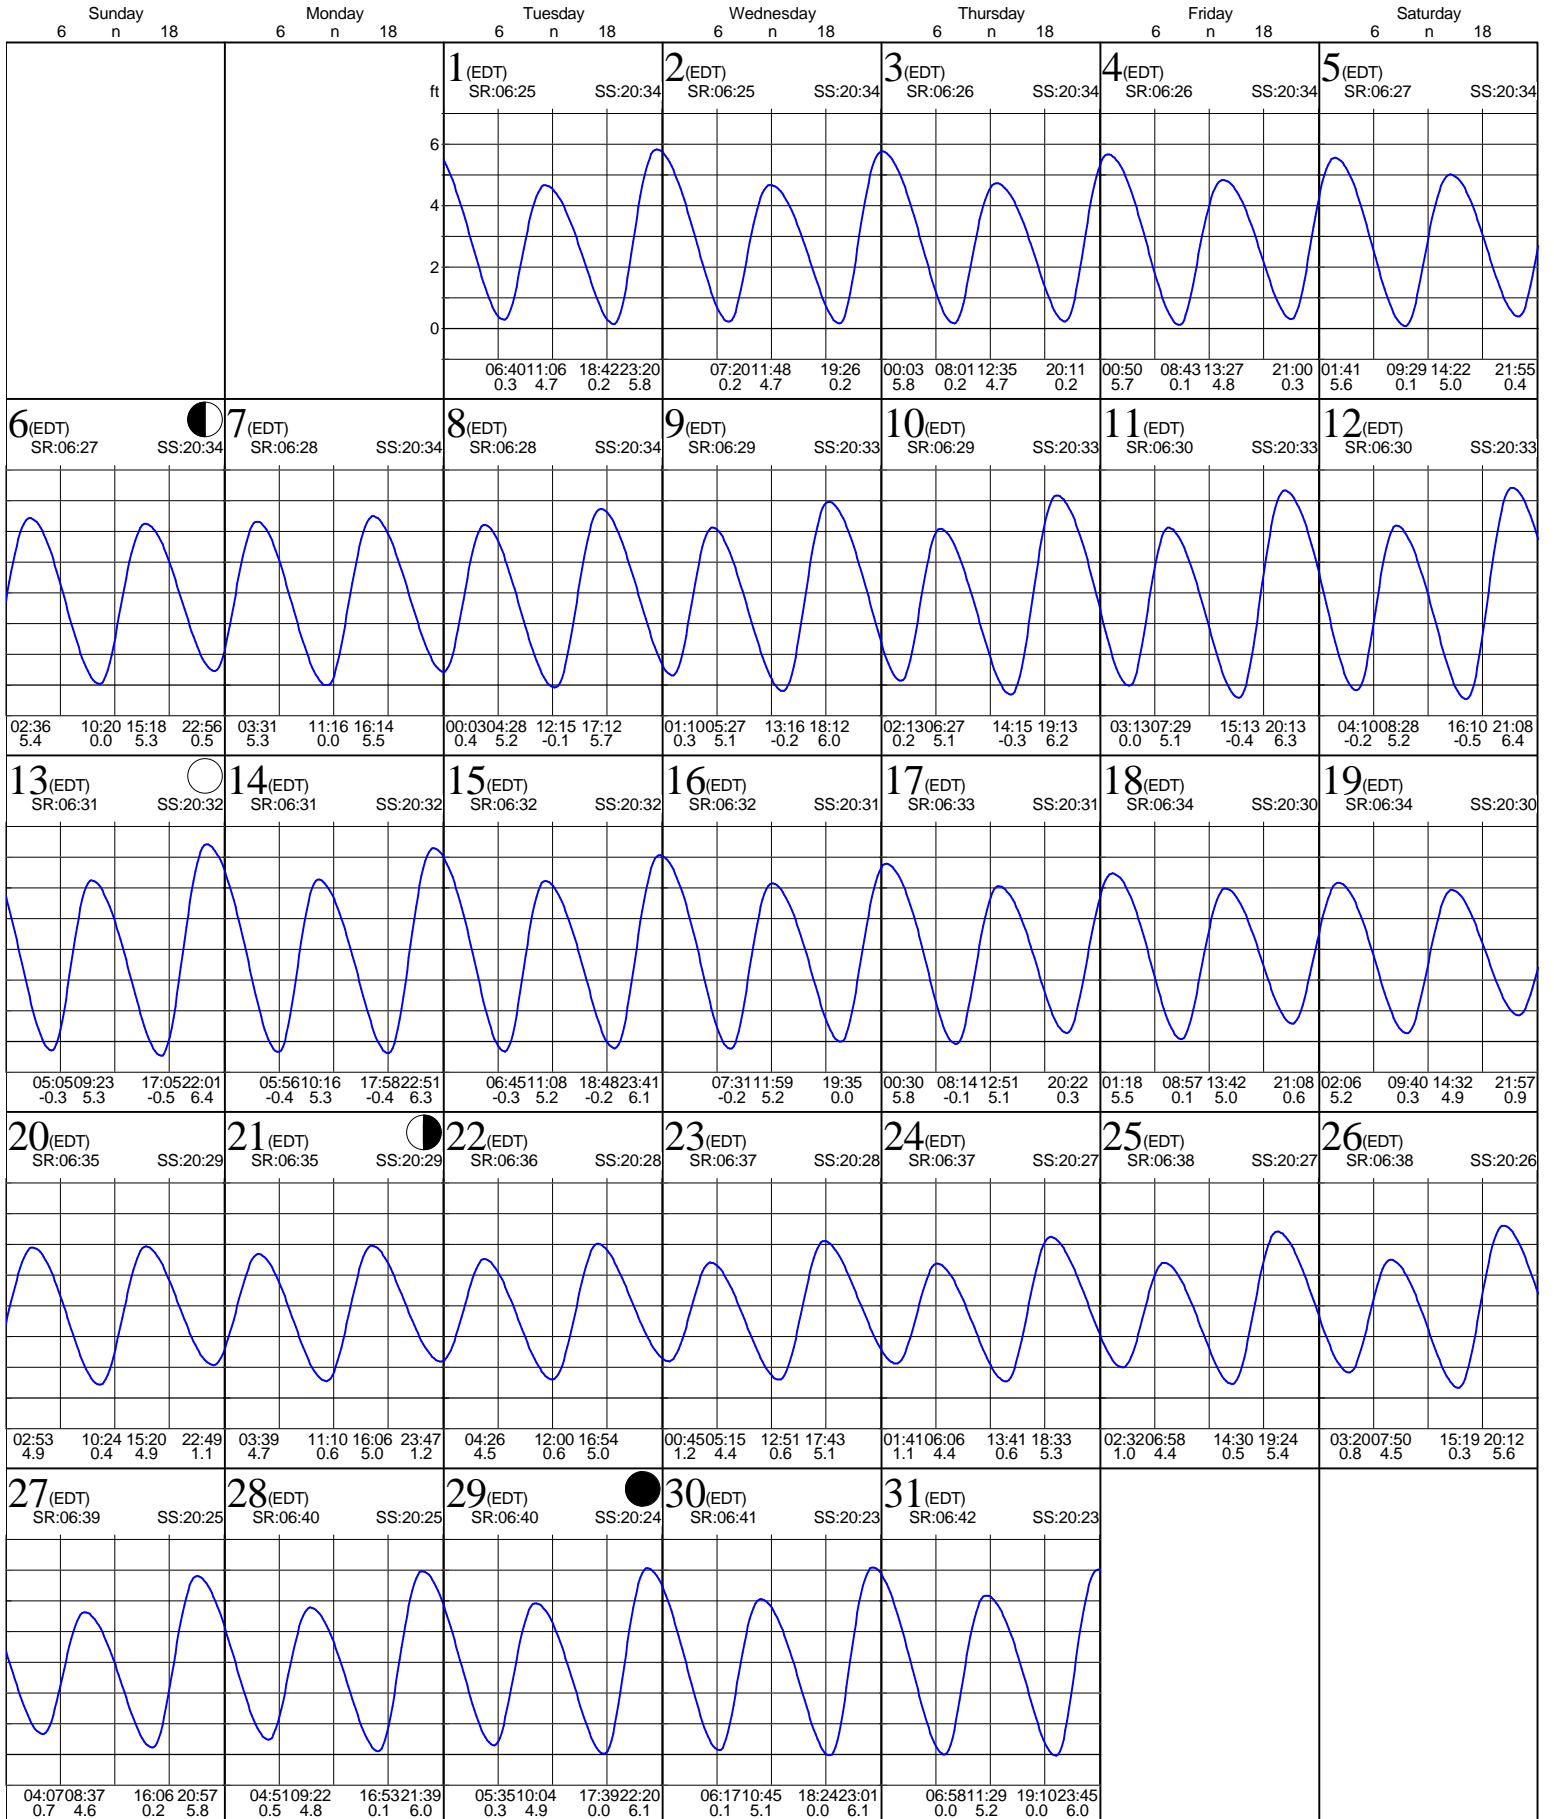 Sunday Monday Tuesday Wednesday Thursday Friday Saturday
6 n 18 6 n 18 6 n 18 6 n 18 6 n 18 6 n 18 6 n 18
1(EDT) 2(EDT) 3(EDT) 4(EDT) 5(EDT)
ft SR:06:25 SS:20:34 SR:06:25 SS:20:34 SR:06:26 SS:20:34 SR:06:26 SS:20:34 SR:06:27 SS:20:34
6
4
2
0
06:40 11:06 18:42 23:20 07:20 11:48 19:26 00:03 08:01 12:35 20:11 00:50 08:43 13:27 21:00 01:41 09:29 14:22 21:55
0.3 4.7 0.2 5.8 0.2 4.7 0.2 5.8 0.2 4.7 0.2 5.7 0.1 4.8 0.3 5.6 0.1 5.0 0.4
6(EDT) 7(EDT) 8(EDT) 9(EDT) 10(EDT) 11(EDT) 12(EDT)
SR:06:27 SS:20:34 SR:06:28 SS:20:34 SR:06:28 SS:20:34 SR:06:29 SS:20:33 SR:06:29 SS:20:33 SR:06:30 SS:20:33 SR:06:30 SS:20:33
02:36 10:20 15:18 22:56 03:31 11:16 16:14 00:03 04:28 12:15 17:12 01:10 05:27 13:16 18:12 02:13 06:27 14:15 19:13 03:13 07:29 15:13 20:13 04:10 08:28 16:10 21:08
5.4 0.0 5.3 0.5 5.3 0.0 5.5 0.4 5.2 -0.1 5.7 0.3 5.1 -0.2 6.0 0.2 5.1 -0.3 6.2 0.0 5.1 -0.4 6.3 -0.2 5.2 -0.5 6.4
13(EDT) 14(EDT) 15(EDT) 16(EDT) 17(EDT) 18(EDT) 19(EDT)
SR:06:31 SS:20:32 SR:06:31 SS:20:32 SR:06:32 SS:20:32 SR:06:32 SS:20:31 SR:06:33 SS:20:31 SR:06:34 SS:20:30 SR:06:34 SS:20:30
05:05 09:23 17:05 22:01 05:56 10:16 17:58 22:51 06:45 11:08 18:48 23:41 07:31 11:59 19:35 00:30 08:14 12:51 20:22 01:18 08:57 13:42 21:08 02:06 09:40 14:32 21:57
-0.3 5.3 -0.5 6.4 -0.4 5.3 -0.4 6.3 -0.3 5.2 -0.2 6.1 -0.2 5.2 0.0 5.8 -0.1 5.1 0.3 5.5 0.1 5.0 0.6 5.2 0.3 4.9 0.9
20(EDT) 21(EDT) 22(EDT) 23(EDT) 24(EDT) 25(EDT) 26(EDT)
SR:06:35 SS:20:29 SR:06:35 SS:20:29 SR:06:36 SS:20:28 SR:06:37 SS:20:28 SR:06:37 SS:20:27 SR:06:38 SS:20:27 SR:06:38 SS:20:26
02:53 10:24 15:20 22:49 03:39 11:10 16:06 23:47 04:26 12:00 16:54 00:45 05:15 12:51 17:43 01:41 06:06 13:41 18:33 02:32 06:58 14:30 19:24 03:20 07:50 15:19 20:12
4.9 0.4 4.9 1.1 4.7 0.6 5.0 1.2 4.5 0.6 5.0 1.2 4.4 0.6 5.1 1.1 4.4 0.6 5.3 1.0 4.4 0.5 5.4 0.8 4.5 0.3 5.6
27(EDT) 28(EDT) 29(EDT) 30(EDT) 31(EDT)
SR:06:39 SS:20:25 SR:06:40 SS:20:25 SR:06:40 SS:20:24 SR:06:41 SS:20:23 SR:06:42 SS:20:23
04:07 08:37 16:06 20:57 04:51 09:22 16:53 21:39 05:35 10:04 17:39 22:20 06:17 10:45 18:24 23:01 06:58 11:29 19:10 23:45
0.7 4.6 0.2 5.8 0.5 4.8 0.1 6.0 0.3 4.9 0.0 6.1 0.1 5.1 0.0 6.1 0.0 5.2 0.0 6.0